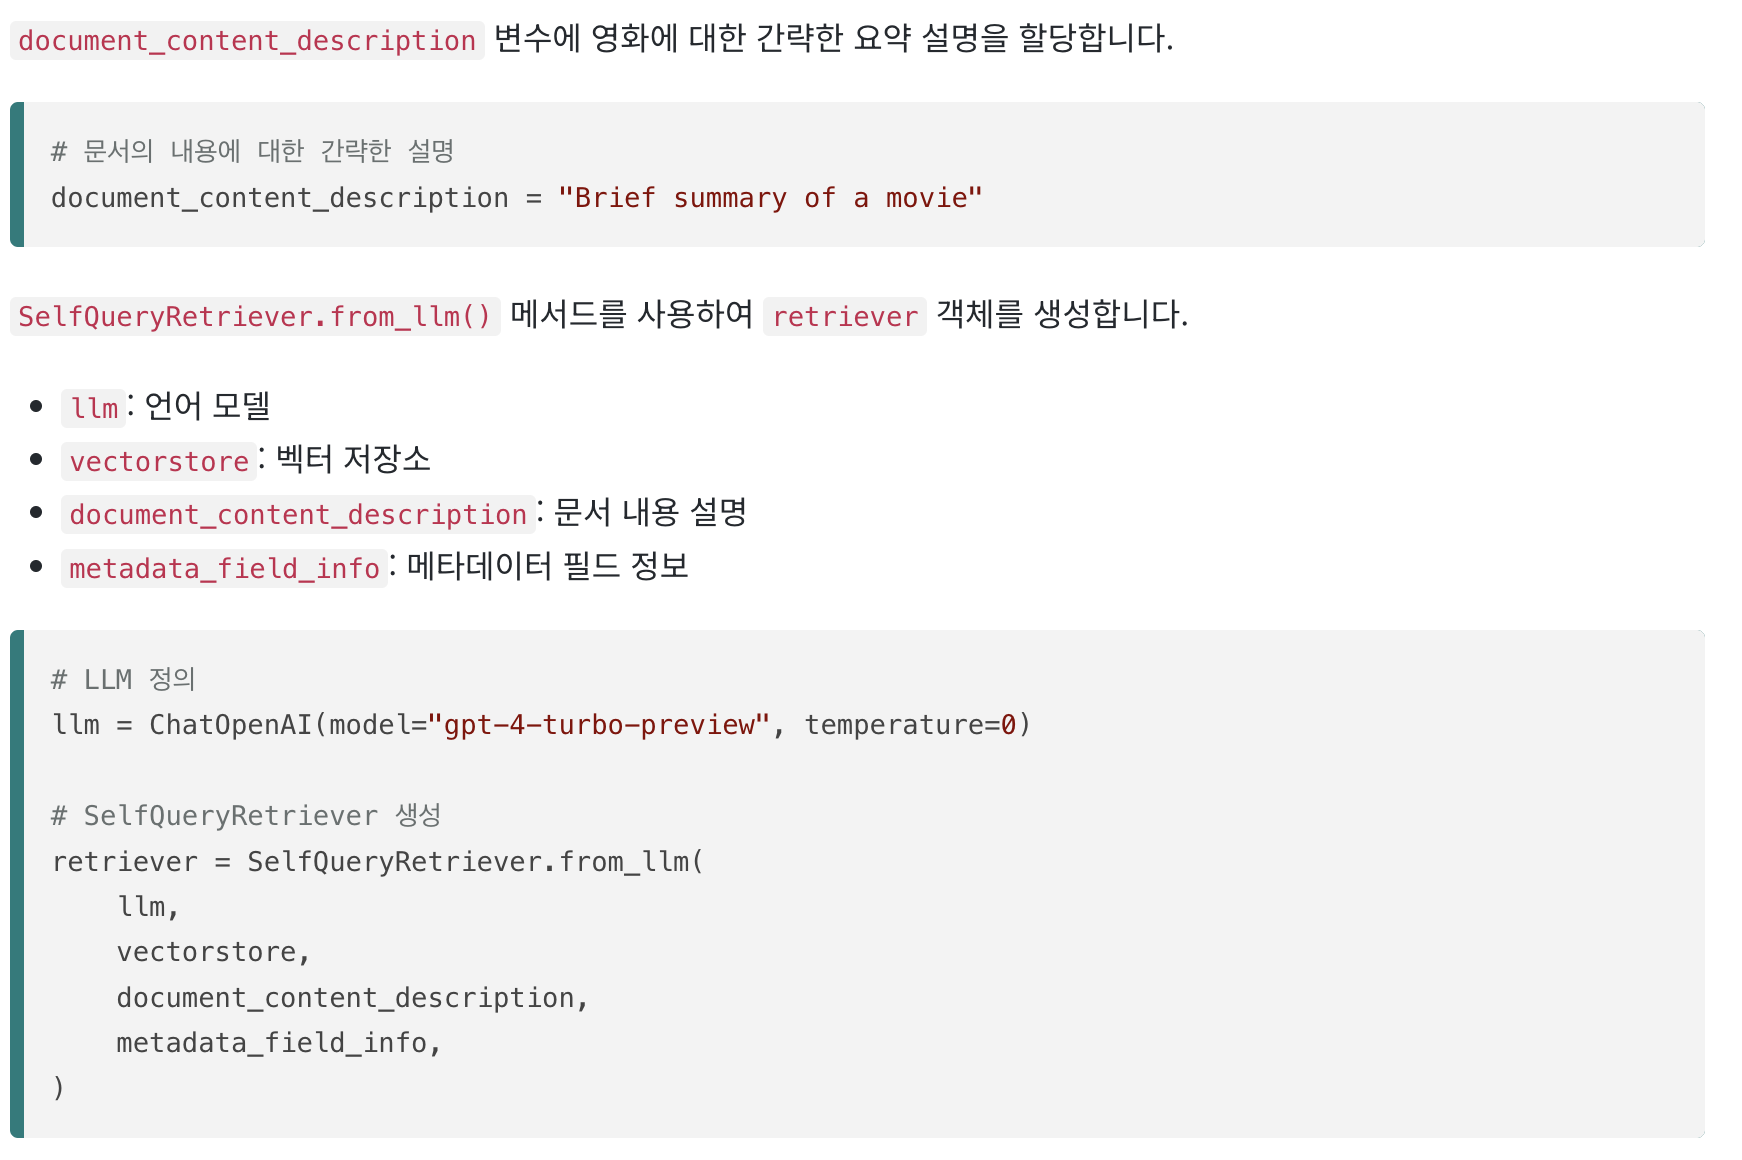 document_content_description 변수에 영화에 대한 간략한 요약 설명을 할당합니다.
# 문서의 내용에 대한 간략한 설명
document_content_description = "Brief summary of a movie"
SelfQueryRetriever.from_llm() 메서드를 사용하여 retriever 객체를 생성합니다.
llm: 언어 모델
vectorstore: 벡터 저장소
document_content_description: 문서 내용 설명
metadata_field_info: 메타데이터 필드 정보
# LLM 정의
llm = ChatOpenAI(model="gpt-4-turbo-preview", temperature=0)
# SelfQueryRetriever 생성
retriever = SelfQueryRetriever.from_llm(
    llm,
    vectorstore,
    document_content_description,
    metadata_field_info,
)